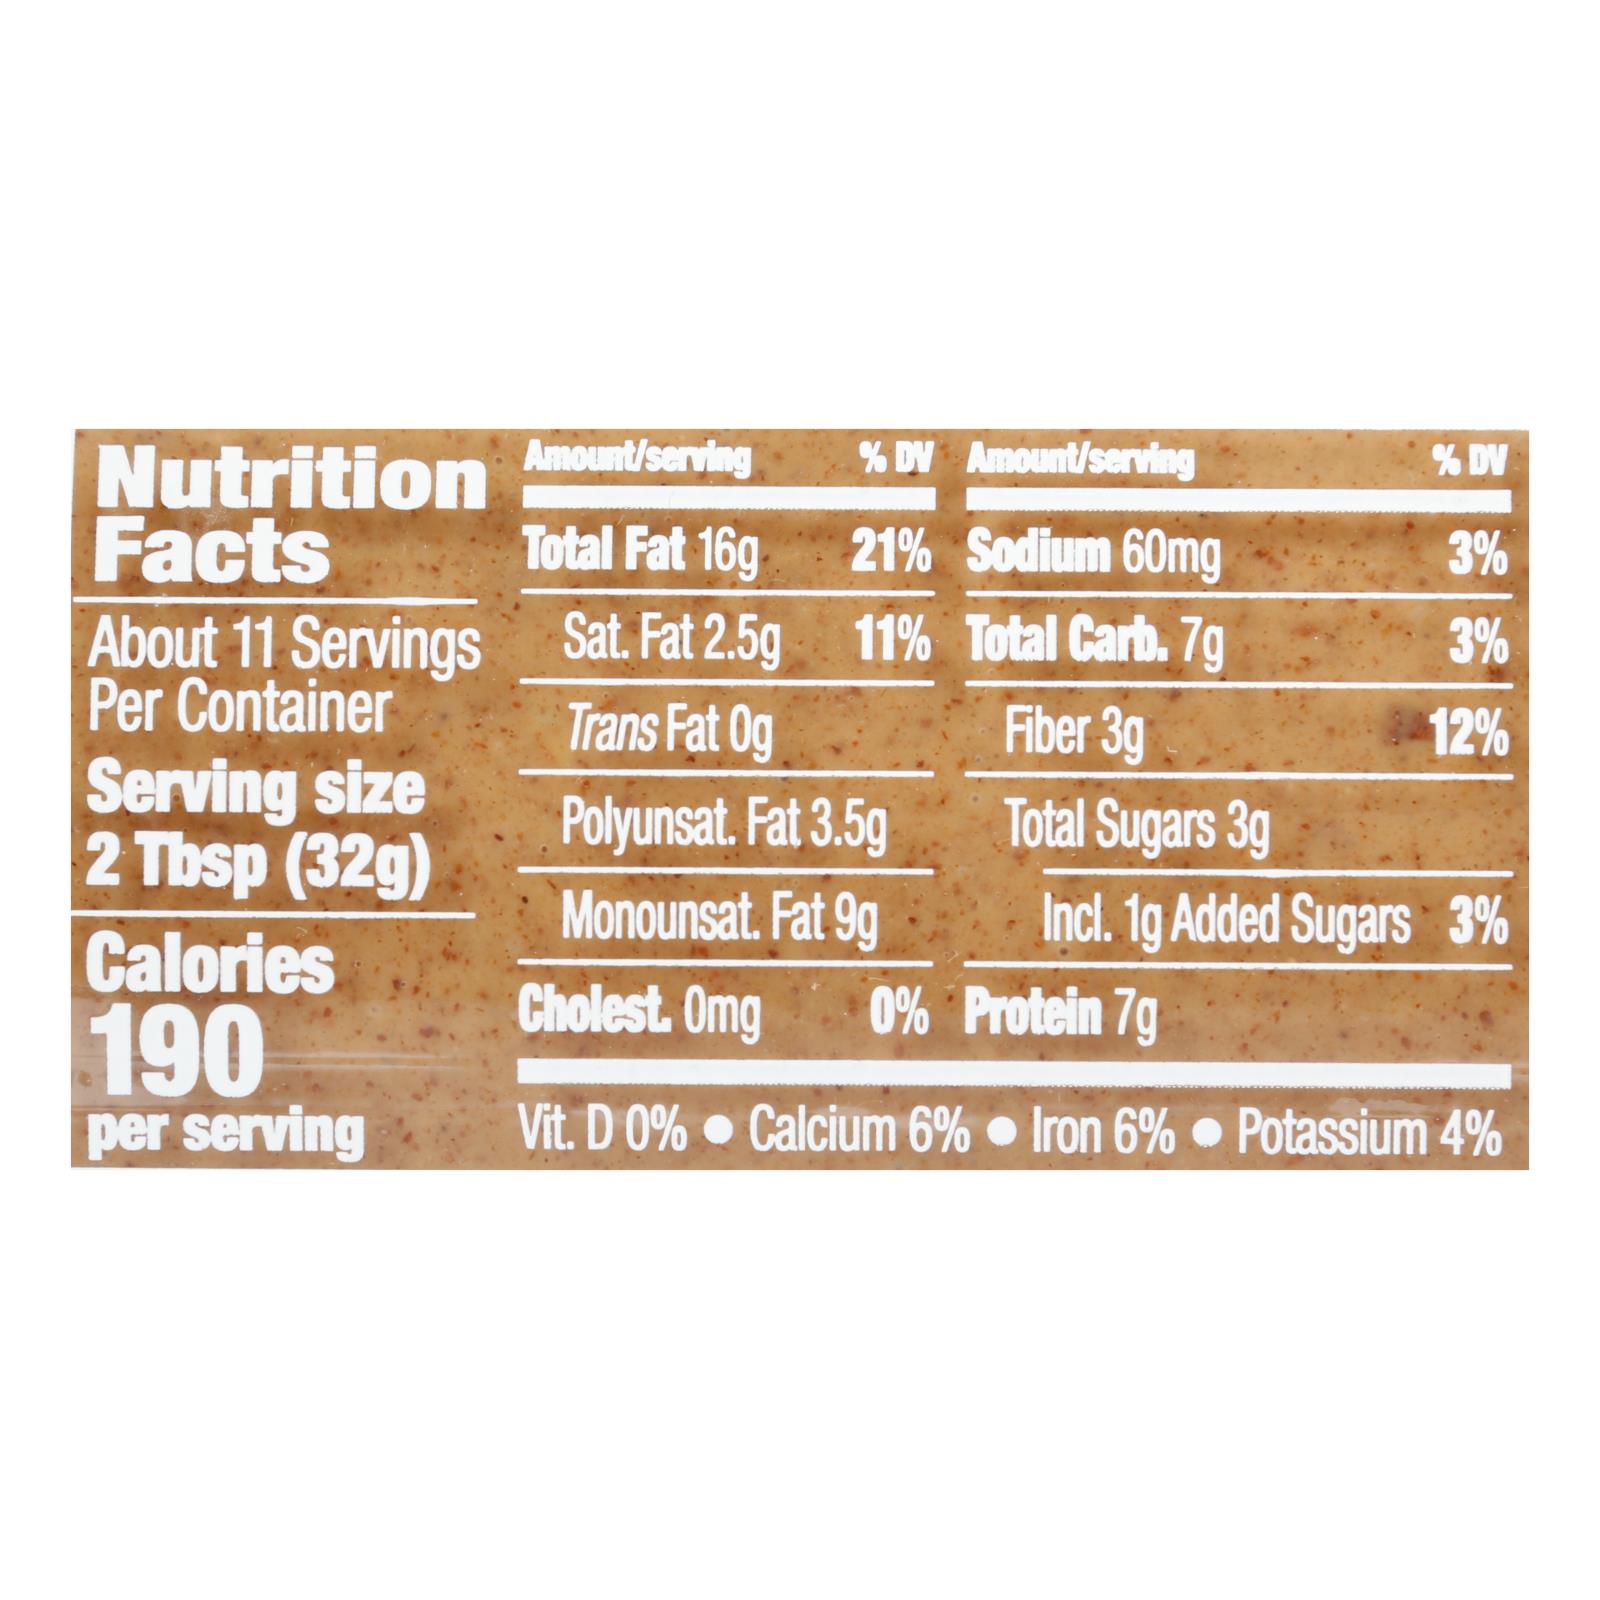 Nutrition
Facts
About 11 Servings
Per Container
Serving size
2 Tbsp (32g)
Calories
190
per serving
Amount/serving % DV
Total Fat 16g 21%
Sat. Fat 2.5g 11%
Trans Fat 0g
Polyunsat. Fat 3.5g
Monounsat. Fat 9g
Cholest. 0mg 0%
Amount/serving % DV
Sodium 60mg 3%
Total Carb. 7g 3%
Fiber 3g 12%
Total Sugars 3g
Incl. 1g Added Sugars 3%
Protein 7g
Vit. D 0% ● Calcium 6% ● Iron 6% ● Potassium 4%